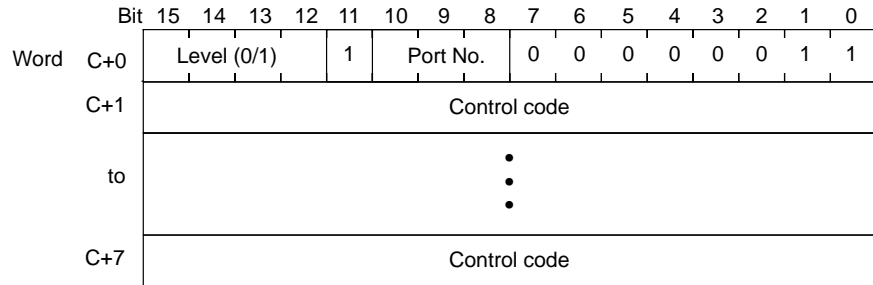 Bit 15 14 13 12 11 10 9 8 7 6 5 4 3 2 1 0
Word C+0 Level (0/1) 1 Port No. 0 0 0 0 0 0 1 1
C+1 Control code
to
C+7 Control code